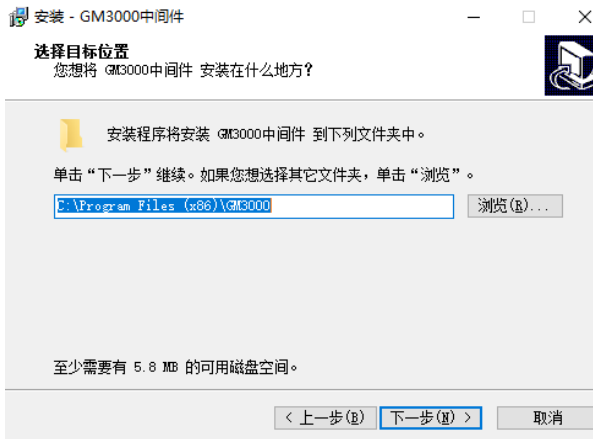 安装 - GM3000中间件
选择目标位置
您想将 GM3000中间件 安装在什么地方?
安装程序将安装 GM3000中间件 到下列文件夹中。
单击“下一步”继续。如果您想选择其它文件夹，单击“浏览”。
C:\Program Files (x86)\GM3000
浏览(R)...
至少需要有 5.8 MB 的可用磁盘空间。
< 上一步(B) 下一步(N) > 取消